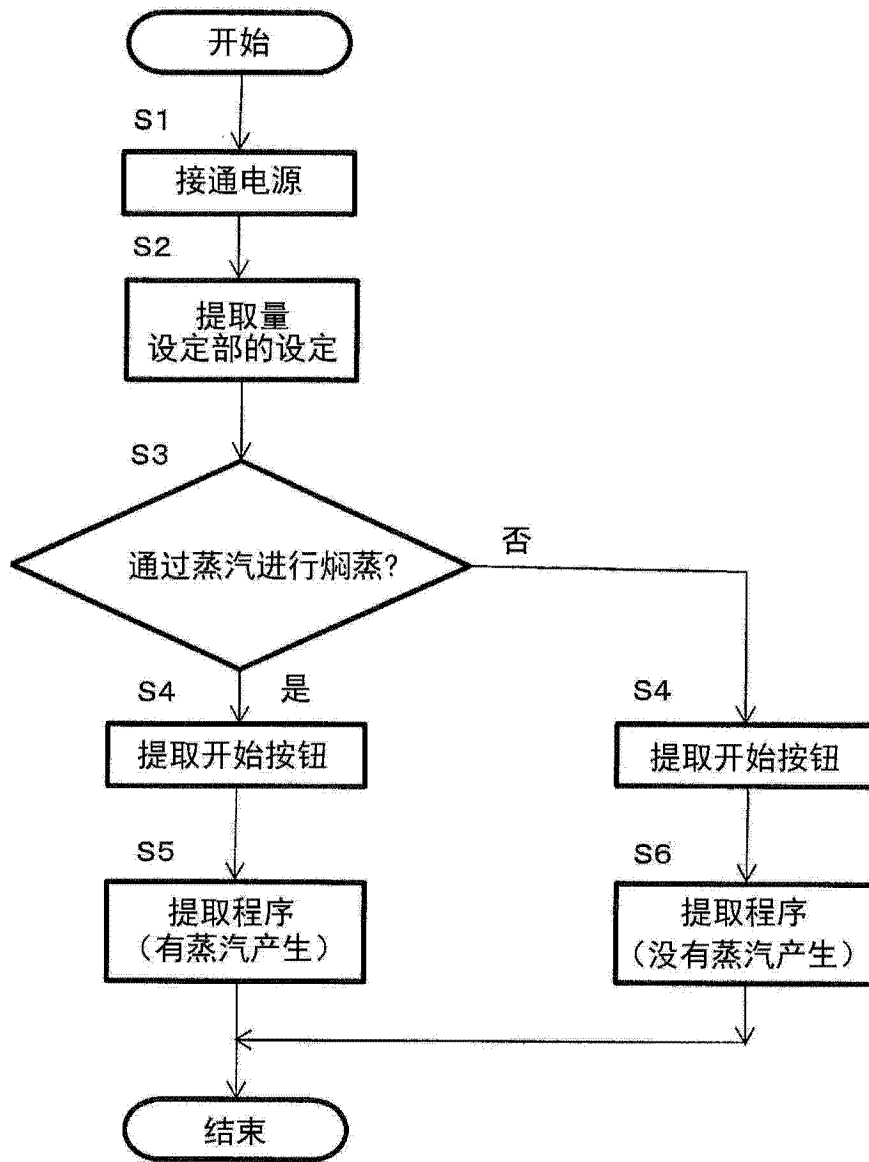 开始
S1
接通电源
S2
提取量
设定部的设定
S3
通过蒸汽进行焖蒸?
否
S4
是
提取开始按钮
S5
提取程序
（有蒸汽产生）
S4
提取开始按钮
S6
提取程序
（没有蒸汽产生）
结束